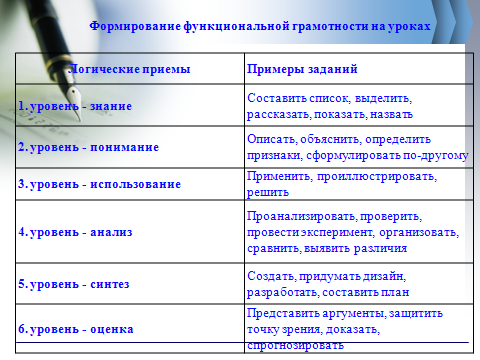 Формирование функциональной грамотности на уроках
Логические приемы
Примеры заданий
1. уровень - знание
Составить список, выделить,
рассказать, показать, назвать
2. уровень - понимание
Описать, объяснить, определить
признаки, сформулировать по-другому
3. уровень - использование
Применить, проиллюстрировать,
решить
4. уровень - анализ
Проанализировать, проверить,
провести эксперимент, организовать,
сравнить, выявить различия
5. уровень - синтез
Создать, придумать дизайн,
разработать, составить план
6. уровень - оценка
Представить аргументы, защитить
точку зрения, доказать,
спрогнозировать